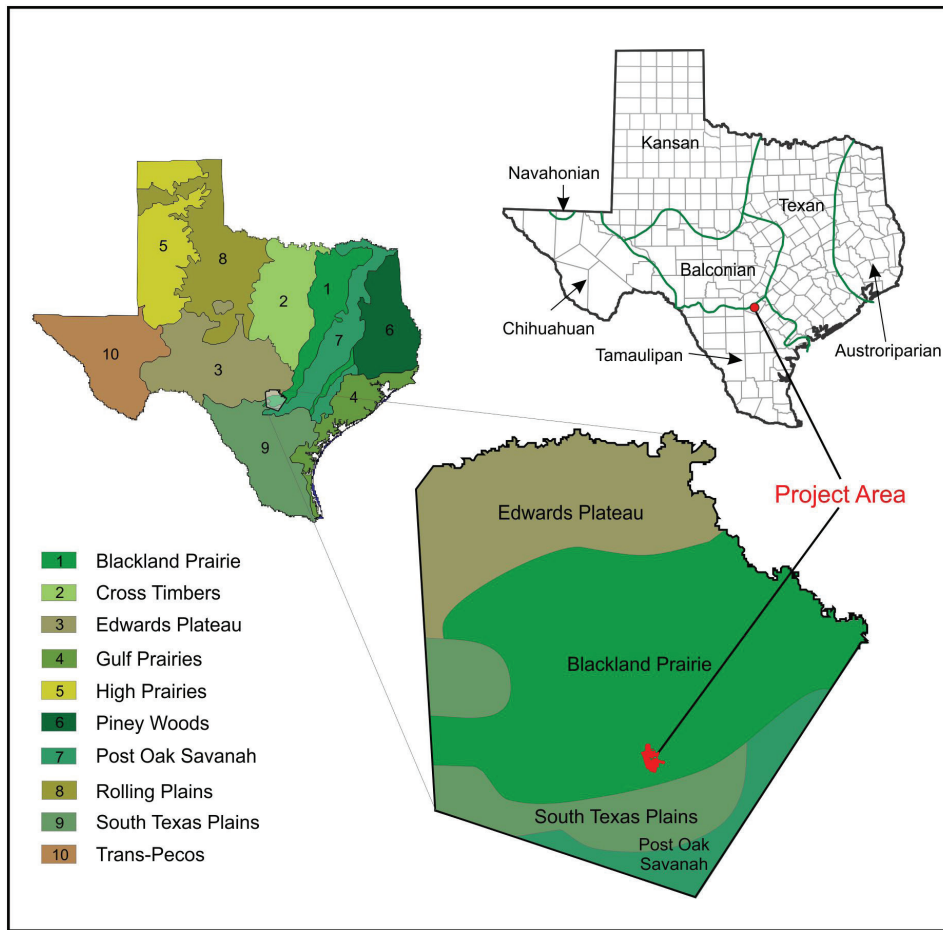 Kansan
Navahonian
Texan
Balconian
Chihuahuan
Tamaulipan
Austroriparian
5
8
2
1
7
6
10
3
4
9
Project Area
Edwards Plateau
Blackland Prairie
South Texas Plains
Post Oak
Savanah
1 Blackland Prairie
2 Cross Timbers
3 Edwards Plateau
4 Gulf Prairies
5 High Prairies
6 Piney Woods
7 Post Oak Savanah
8 Rolling Plains
9 South Texas Plains
10 Trans-Pecos